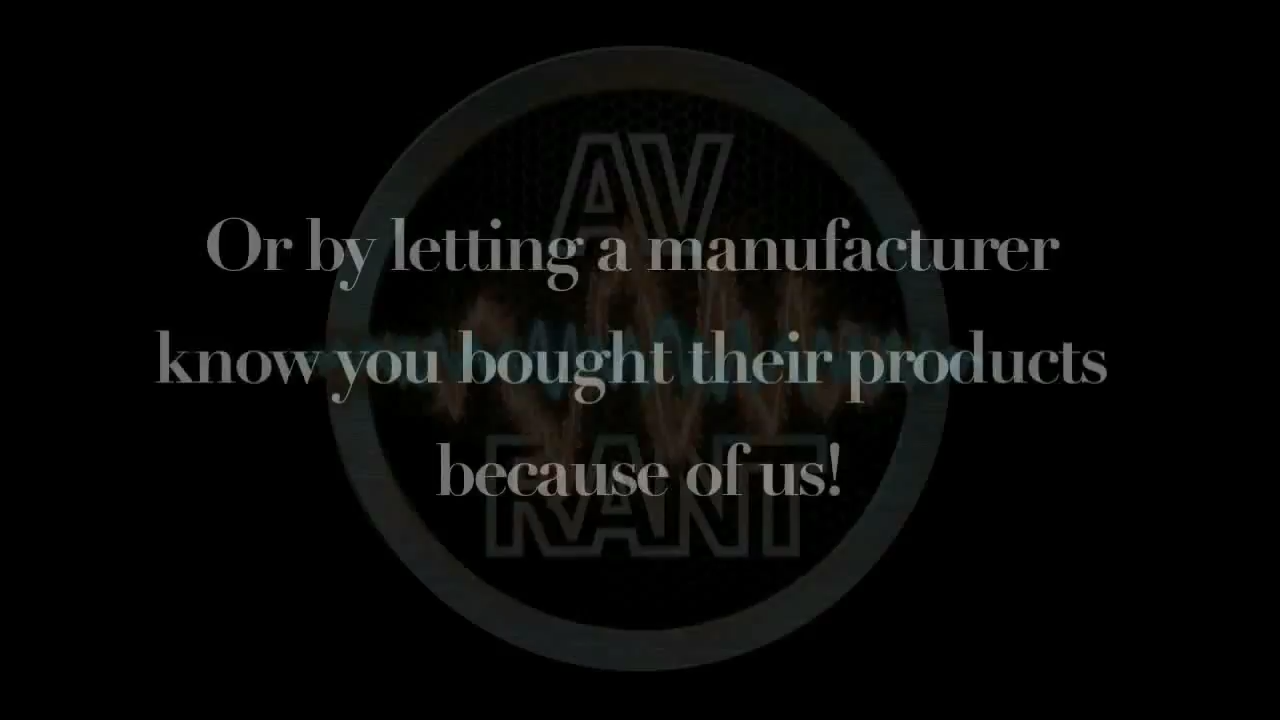 AV
Or by letting a manufacturer
know you bought their products
because of us!
RANT